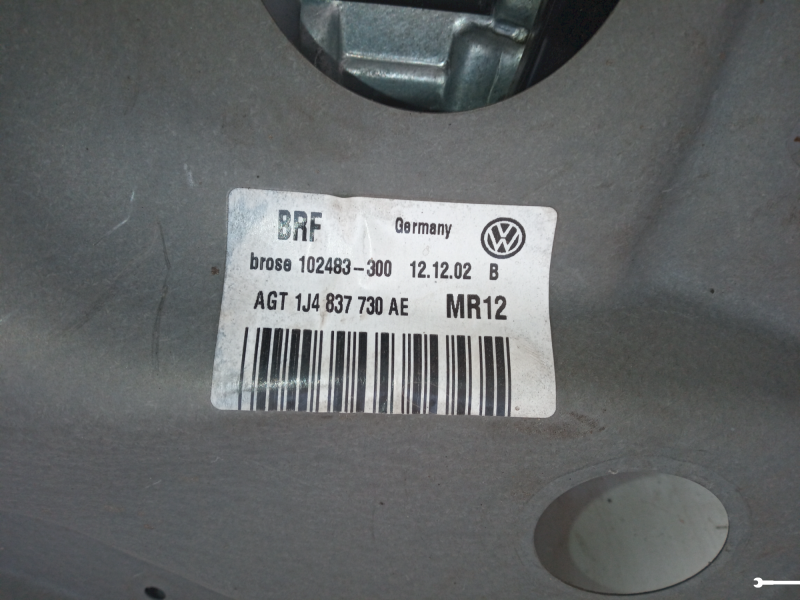 BRF Germany
brose 102483-300 12.12.02 B
AGT 1J4 837 730 AE MR12